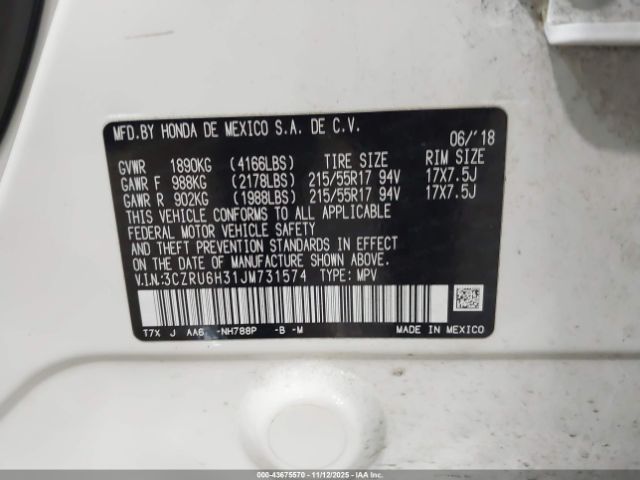 MFD.BY HONDA DE MEXICO S.A. DE C.V. 06/'18
GVWR 1890KG (4166LBS) TIRE SIZE RIM SIZE
GAWR F 988KG (2178LBS) 215/55R17 94V 17X7.5J
GAWR R 902KG (1988LBS) 215/55R17 94V 17X7.5J
THIS VEHICLE CONFORMS TO ALL APPLICABLE
FEDERAL MOTOR VEHICLE SAFETY
AND THEFT PREVENTION STANDARDS IN EFFECT
ON THE DATE OF MANUFACTURE SHOWN ABOVE.
V.I.N.:3CZRU6H31JM731574 TYPE: MPV
T7X J AA6 -NH788P -B -M MADE IN MEXICO
000-43675570 - 11/12/2025 - IAA Inc.